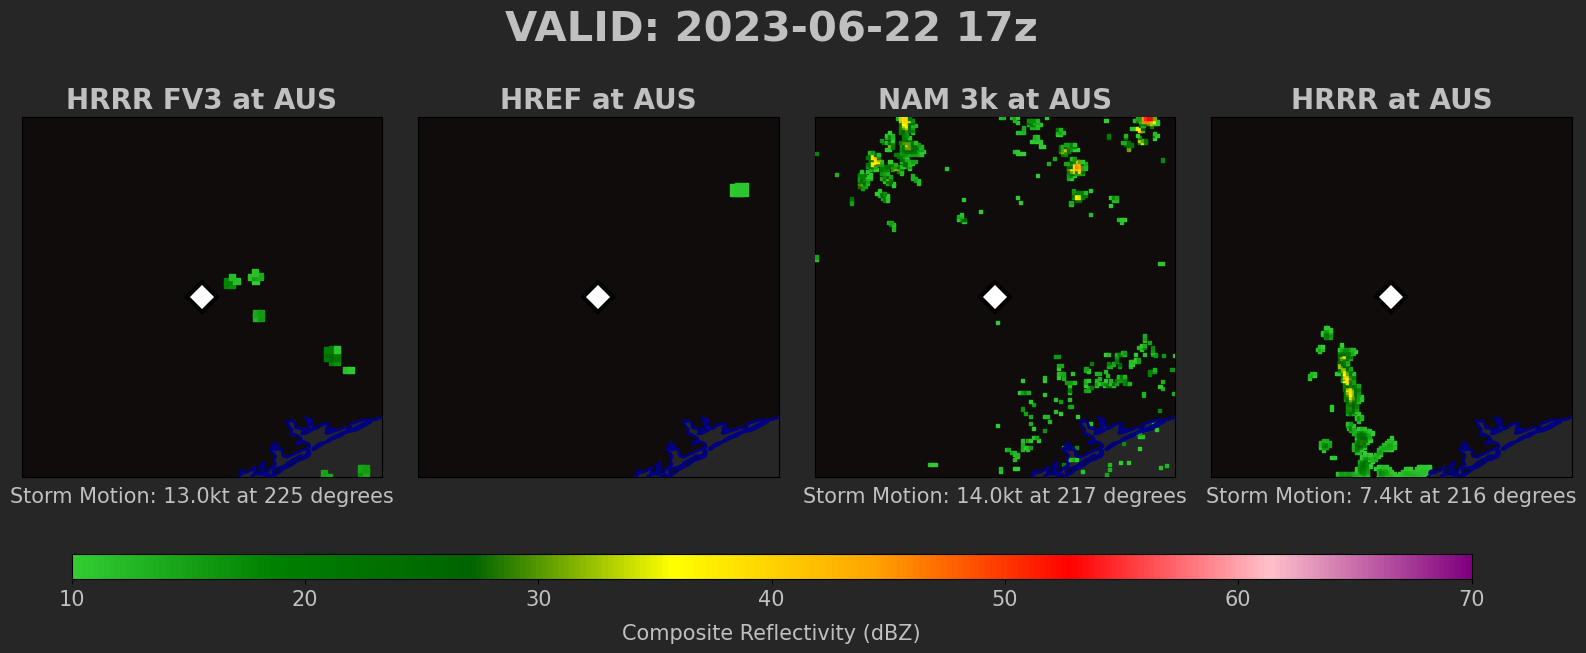 VALID: 2023-06-22 17z
HRRR FV3 at AUS
HREF at AUS
NAM 3k at AUS
HRRR at AUS
Storm Motion: 13.0kt at 225 degrees
Storm Motion: 14.0kt at 217 degrees
Storm Motion: 7.4kt at 216 degrees
10 20 30 40 50 60 70
Composite Reflectivity (dBZ)